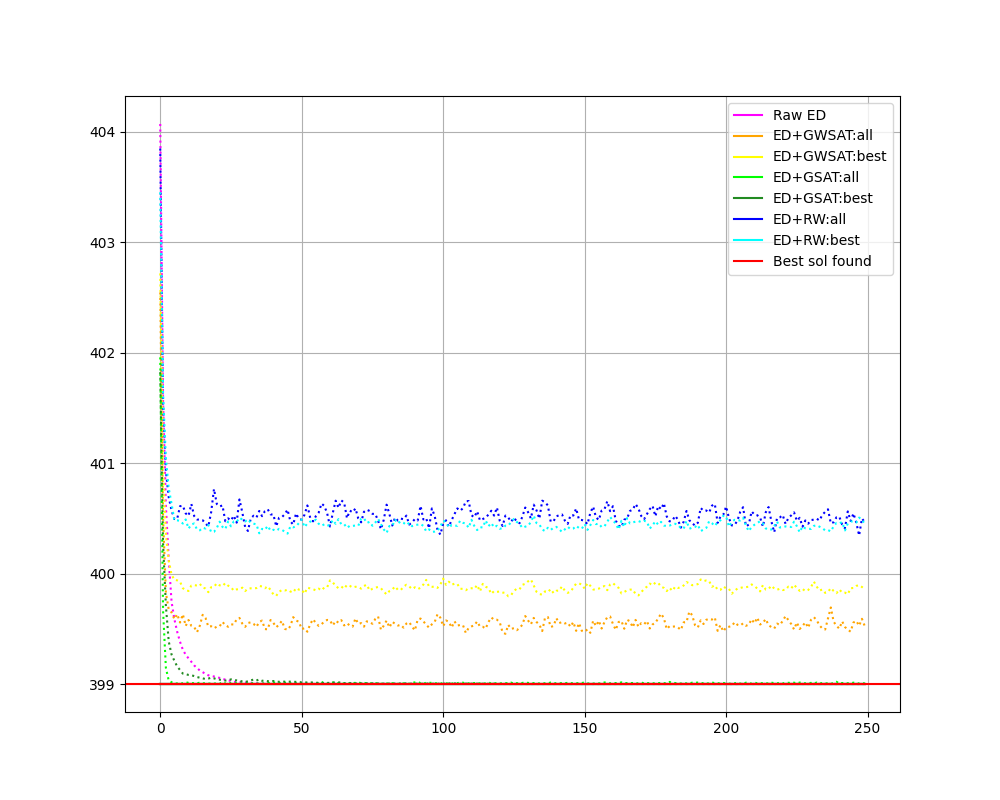 404
403
402
401
400
399
0
50
100
150
200
250
Raw ED
ED+GWSAT:all
ED+GWSAT:best
ED+GSAT:all
ED+GSAT:best
ED+RW:all
ED+RW:best
Best sol found